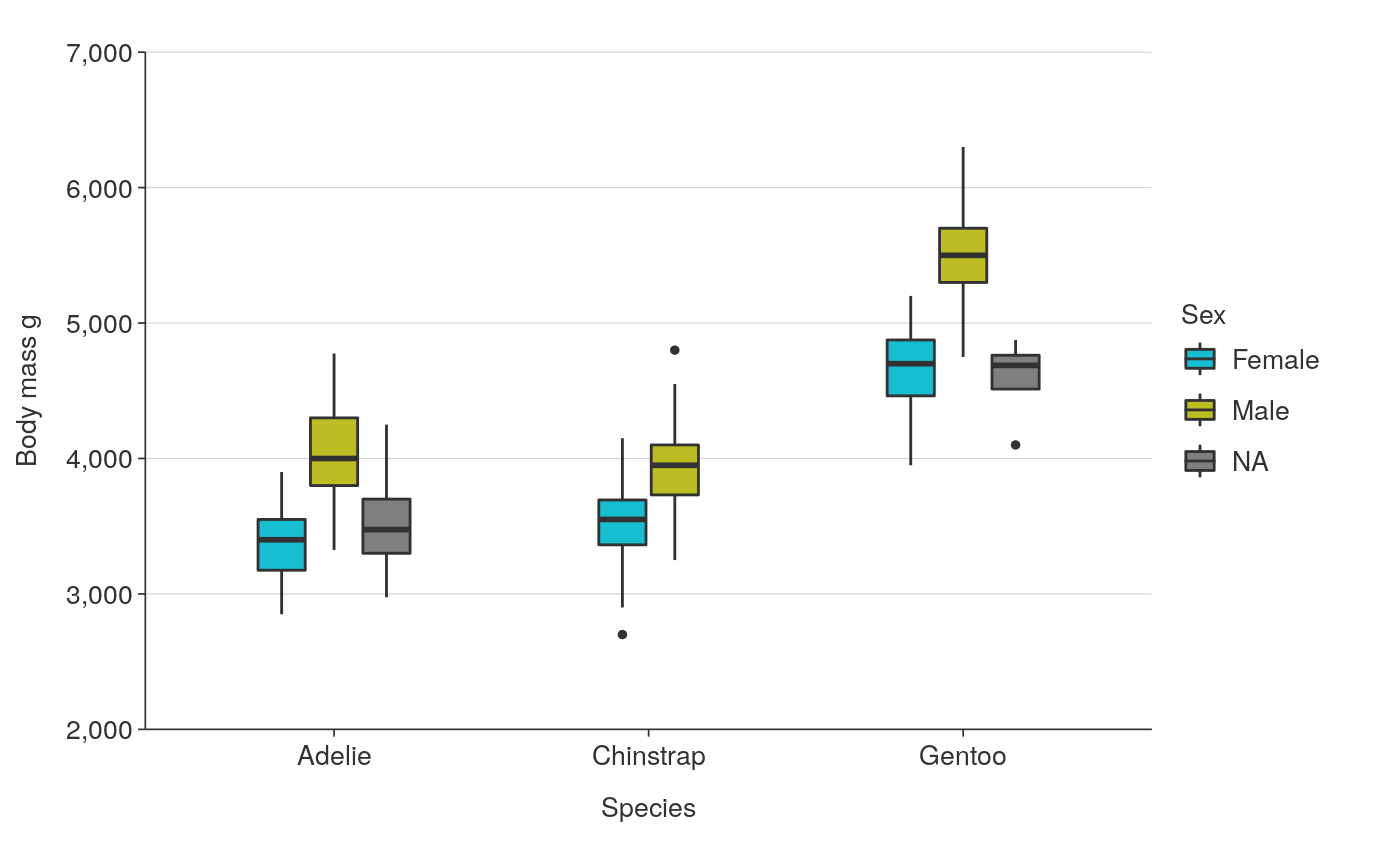 7,000
6,000
5,000
4,000
3,000
2,000
Body mass g
Adelie
Chinstrap
Gentoo
Species
Sex
Female
Male
NA